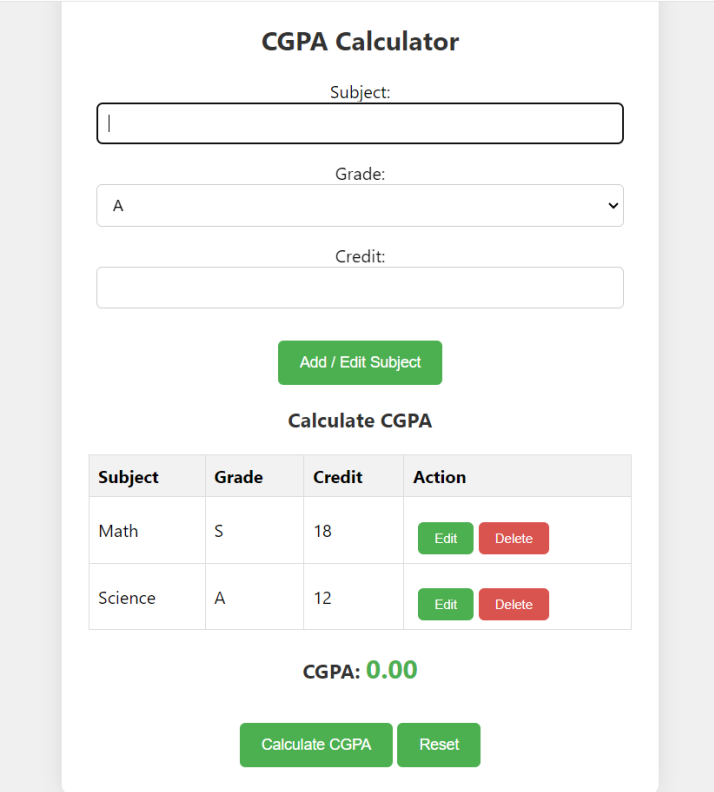 CGPA Calculator
Subject:
Grade:
A
Credit:
Add / Edit Subject
Calculate CGPA
Subject Grade Credit Action
Math S 18 Edit Delete
Science A 12 Edit Delete
CGPA: 0.00
Calculate CGPA Reset